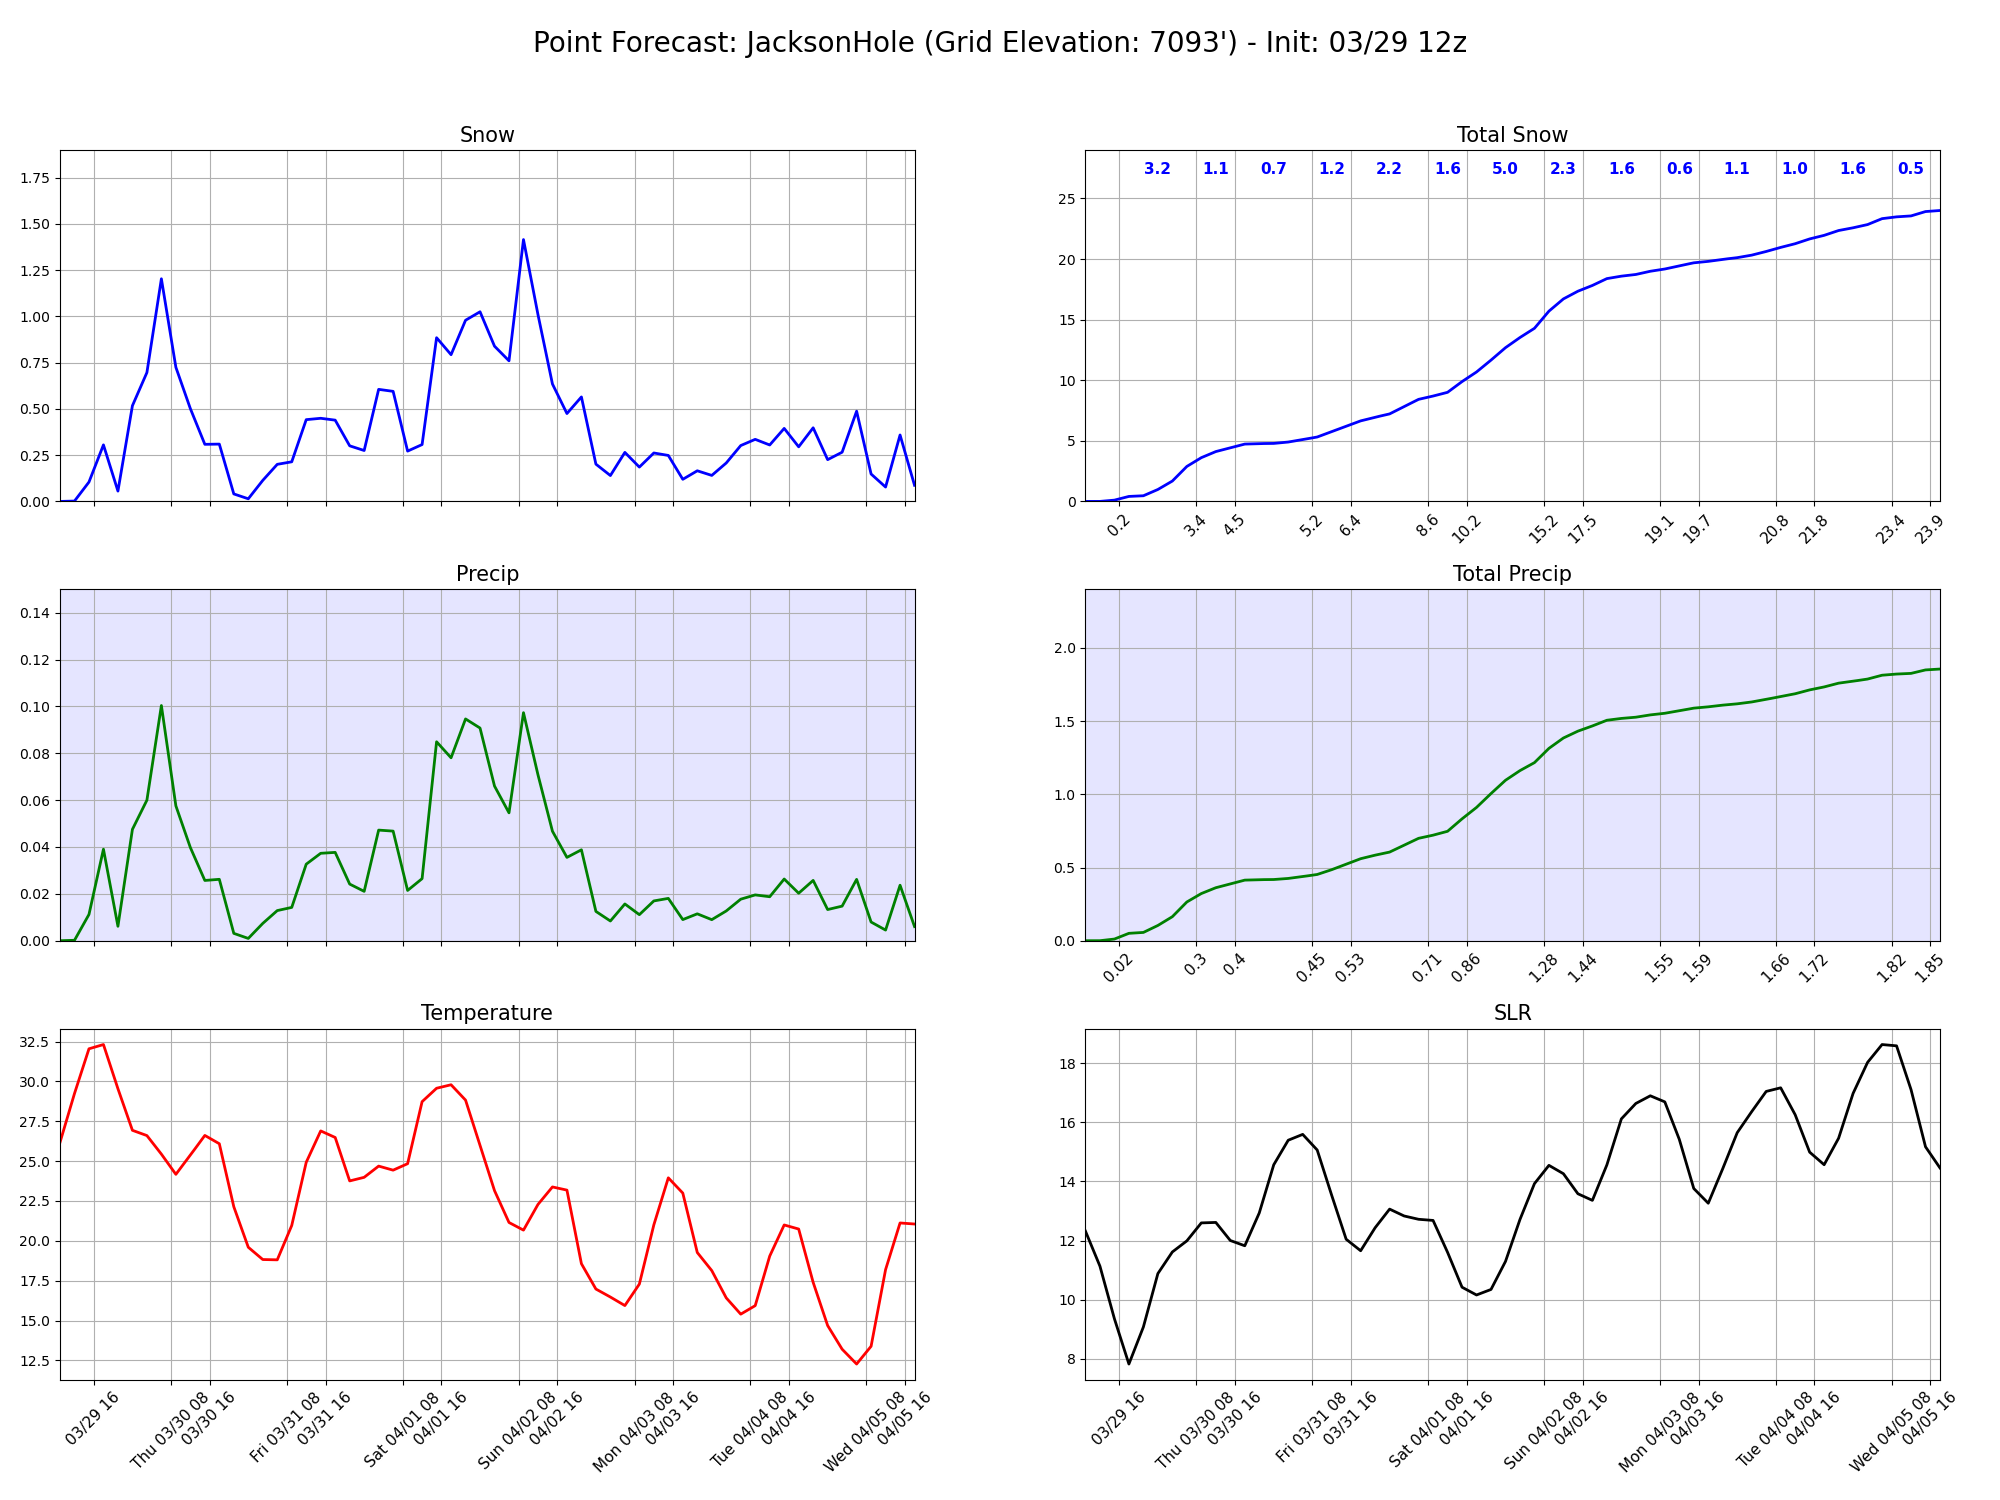 Point Forecast: JacksonHole (Grid Elevation: 7093') - Init: 03/29 12z
Snow
1.75
1.50
1.25
1.00
0.75
0.50
0.25
0.00
Total Snow
3.2 1.1 0.7 1.2 2.2 1.6 5.0 2.3 1.6 0.6 1.1 1.0 1.6 0.5
25
20
15
10
5
0
0.2 3.4 4.5 5.2 6.4 8.6 10.2 15.2 17.5 19.1 19.7 20.8 21.8 23.4 23.9
Precip
0.14
0.12
0.10
0.08
0.06
0.04
0.02
0.00
Total Precip
2.0
1.5
1.0
0.5
0.0
0.02 0.3 0.4 0.45 0.53 0.71 0.86 1.28 1.44 1.55 1.59 1.66 1.72 1.82 1.85
Temperature
32.5
30.0
27.5
25.0
22.5
20.0
17.5
15.0
12.5
03/29 16
Thu 03/30 08
03/30 16
Fri 03/31 08
03/31 16
Sat 04/01 08
04/01 16
Sun 04/02 08
04/02 16
Mon 04/03 08
04/03 16
Tue 04/04 08
04/04 16
Wed 04/05 08
04/05 16
SLR
18
16
14
12
10
8
03/29 16
Thu 03/30 08
03/30 16
Fri 03/31 08
03/31 16
Sat 04/01 08
04/01 16
Sun 04/02 08
04/02 16
Mon 04/03 08
04/03 16
Tue 04/04 08
04/04 16
Wed 04/05 08
04/05 16